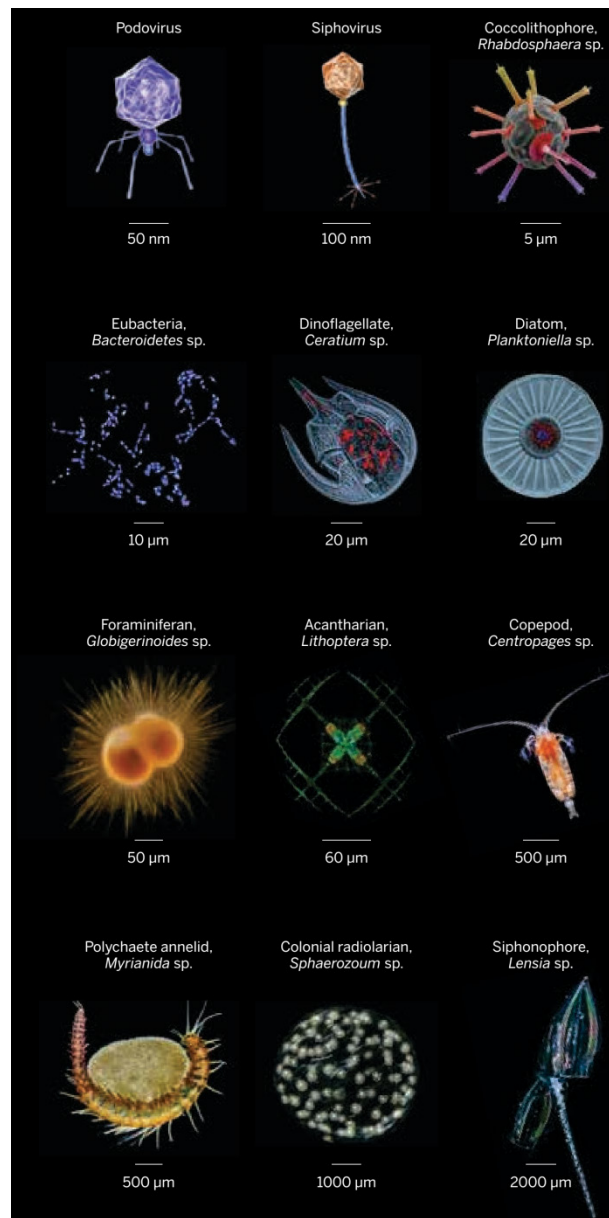 Podovirus
50 nm
Siphovirus
100 nm
Coccolithophore,
Rhabdosphaera sp.
5 µm
Eubacteria,
Bacteroidetes sp.
10 µm
Dinoflagellate,
Ceratium sp.
20 µm
Diatom,
Planktoniella sp.
20 µm
Foraminiferan,
Globigerinoides sp.
50 µm
Acantharian,
Lithoptera sp.
60 µm
Copepod,
Centropages sp.
500 µm
Polychaete annelid,
Myrianida sp.
500 µm
Colonial radiolarian,
Sphaerozoum sp.
1000 µm
Siphonophore,
Lensia sp.
2000 µm